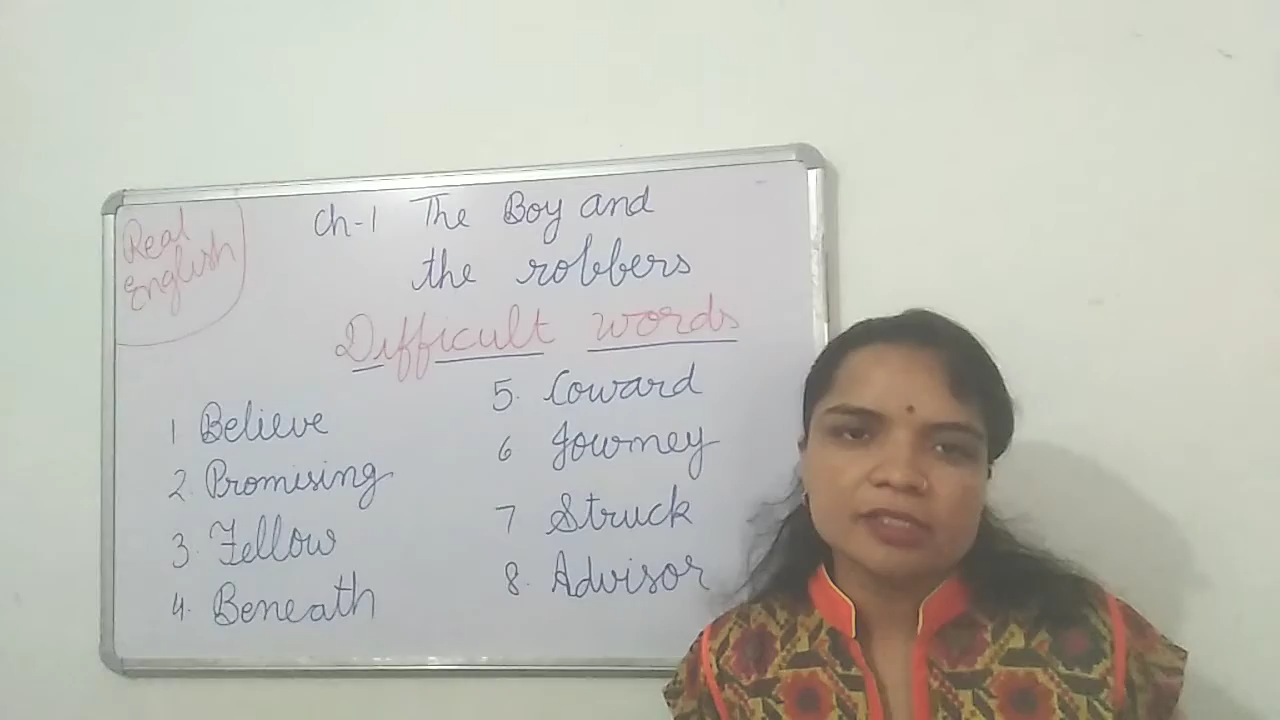 Real
English
Ch-1 The Boy and
the robbers
Difficult words
1 Believe
2. Promising
3. Fellow
4. Beneath
5. Coward
6 Journey
7 Struck
8. Advisor